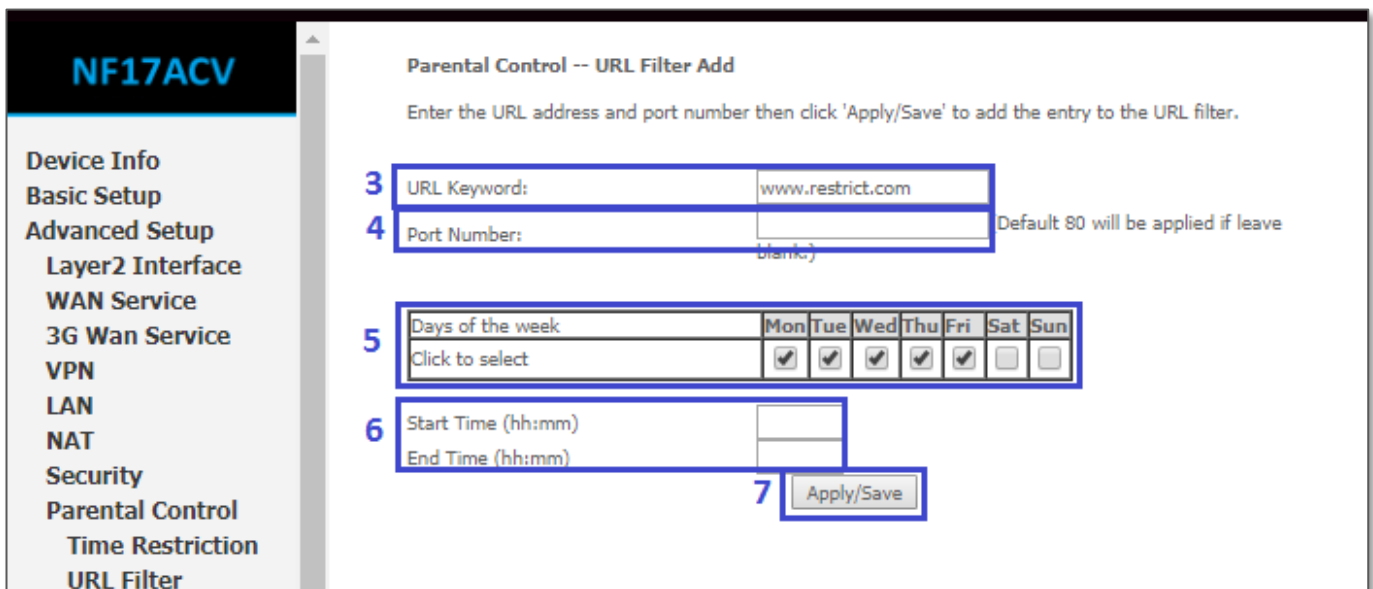 NF17ACV
Device Info
Basic Setup
Advanced Setup
Layer2 Interface
WAN Service
3G Wan Service
VPN
LAN
NAT
Security
Parental Control
Time Restriction
URL Filter
Parental Control -- URL Filter Add
Enter the URL address and port number then click 'Apply/Save' to add the entry to the URL filter.
3 URL Keyword: www.restrict.com
4 Port Number: (Default 80 will be applied if leave
blank.)
5
Days of the week Mon Tue Wed Thu Fri Sat Sun
Click to select
6 Start Time (hh:mm)
End Time (hh:mm)
7 Apply/Save